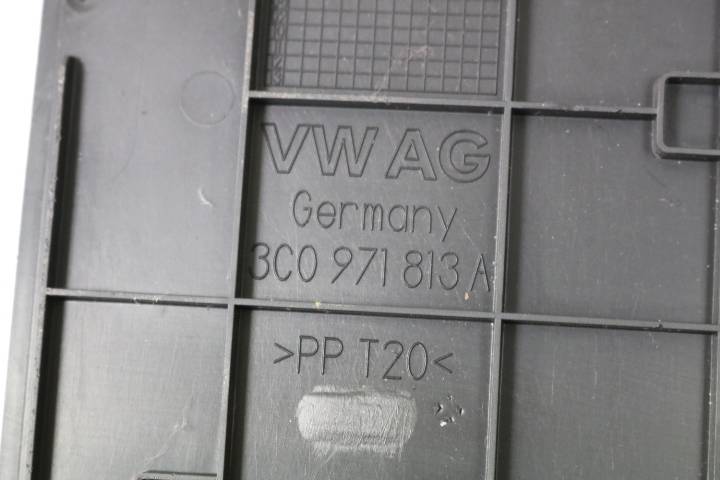 VW AG
Germany
3C0 971 813 A
>PP T20<